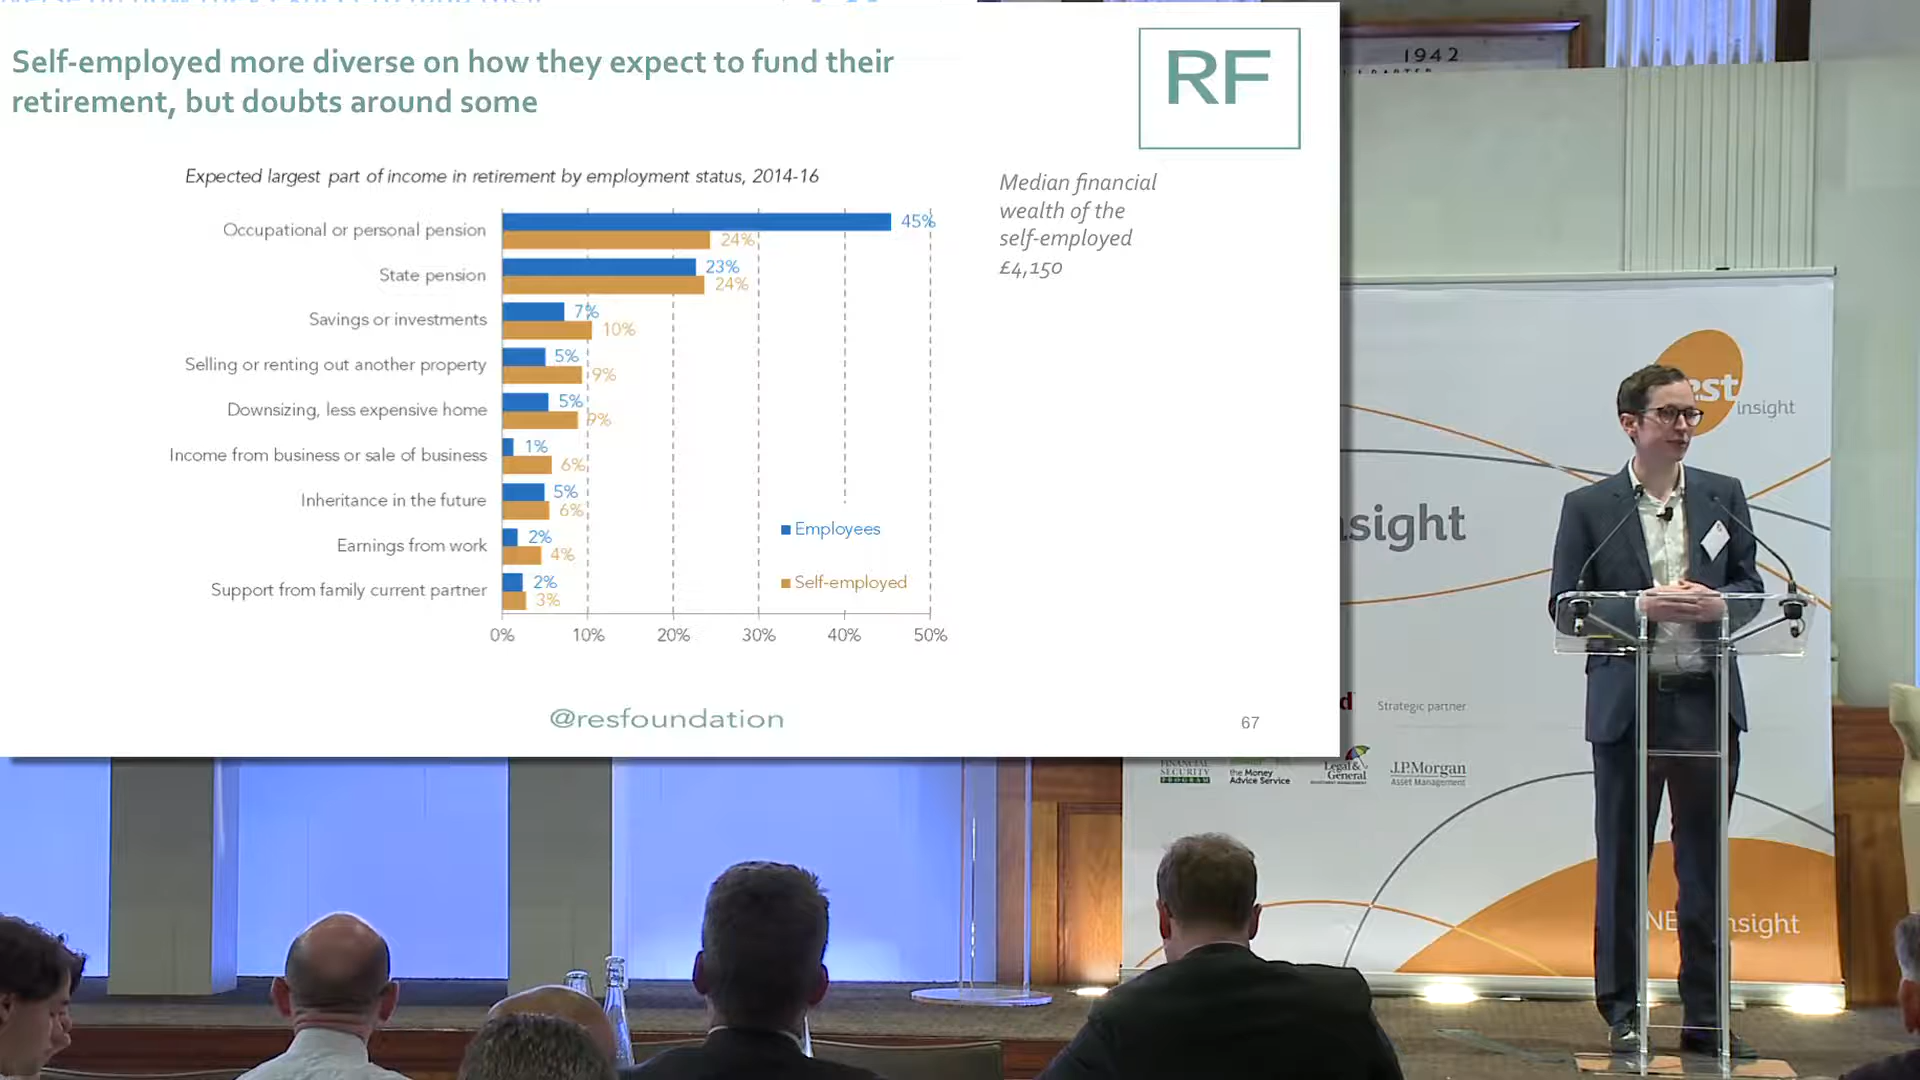 Self-employed more diverse on how they expect to fund their
retirement, but doubts around some
RF
Expected largest part of income in retirement by employment status, 2014-16
Median financial
wealth of the
self-employed
£4,150
Occupational or personal pension
45%
24%
State pension
23%
24%
Savings or investments
7%
10%
Selling or renting out another property
5%
9%
Downsizing, less expensive home
5%
9%
Income from business or sale of business
1%
6%
Inheritance in the future
5%
6%
Earnings from work
2%
4%
Support from family current partner
2%
3%
Employees
Self-employed
0% 10% 20% 30% 40% 50%
@resfoundation
67
1942
insight
Strategic partner
FINANCIAL
SECURITY
PROGRAM
the Money
Advice Service
Legal &
General
J.P.Morgan
Asset Management